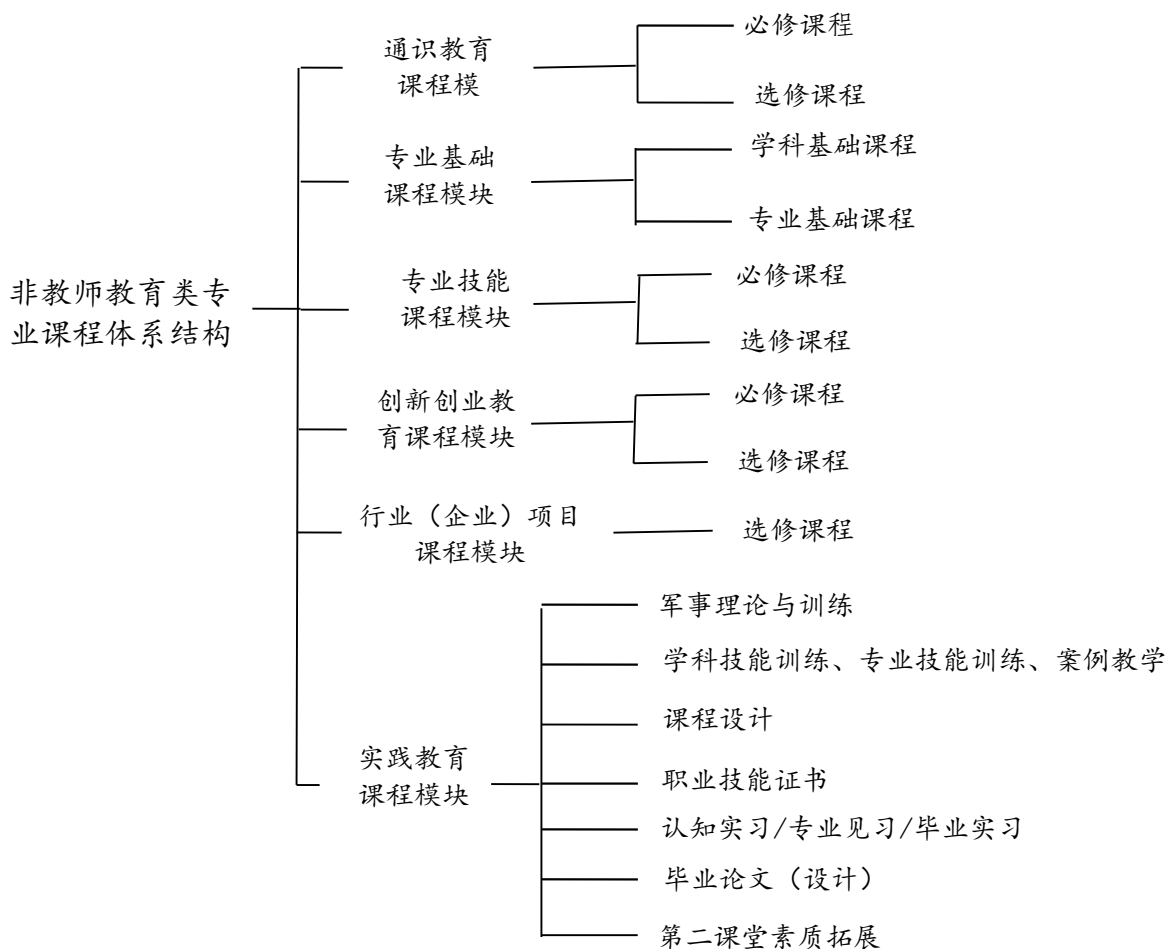 非教师教育类专
业课程体系结构
通识教育
课程模
必修课程
选修课程
专业基础
课程模块
学科基础课程
专业基础课程
专业技能
课程模块
必修课程
选修课程
创新创业教
育课程模块
必修课程
选修课程
行业（企业）项目
课程模块
选修课程
实践教育
课程模块
军事理论与训练
学科技能训练、专业技能训练、案例教学
课程设计
职业技能证书
认知实习/专业见习/毕业实习
毕业论文（设计）
第二课堂素质拓展